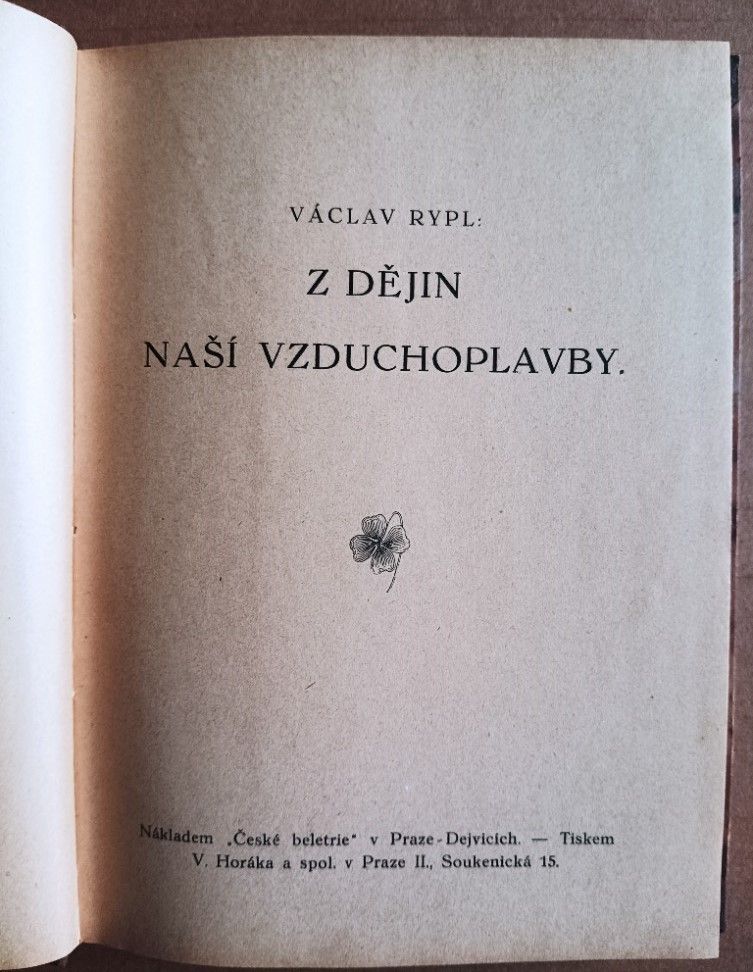 VÁCLAV RYPL:
Z DĚJIN
NAŠÍ VZDUCHOPLAVBY.
Nákladem „České beletrie“ v Praze-Dejvicích. — Tiskem
V. Horáka a spol. v Praze II., Soukenická 15.